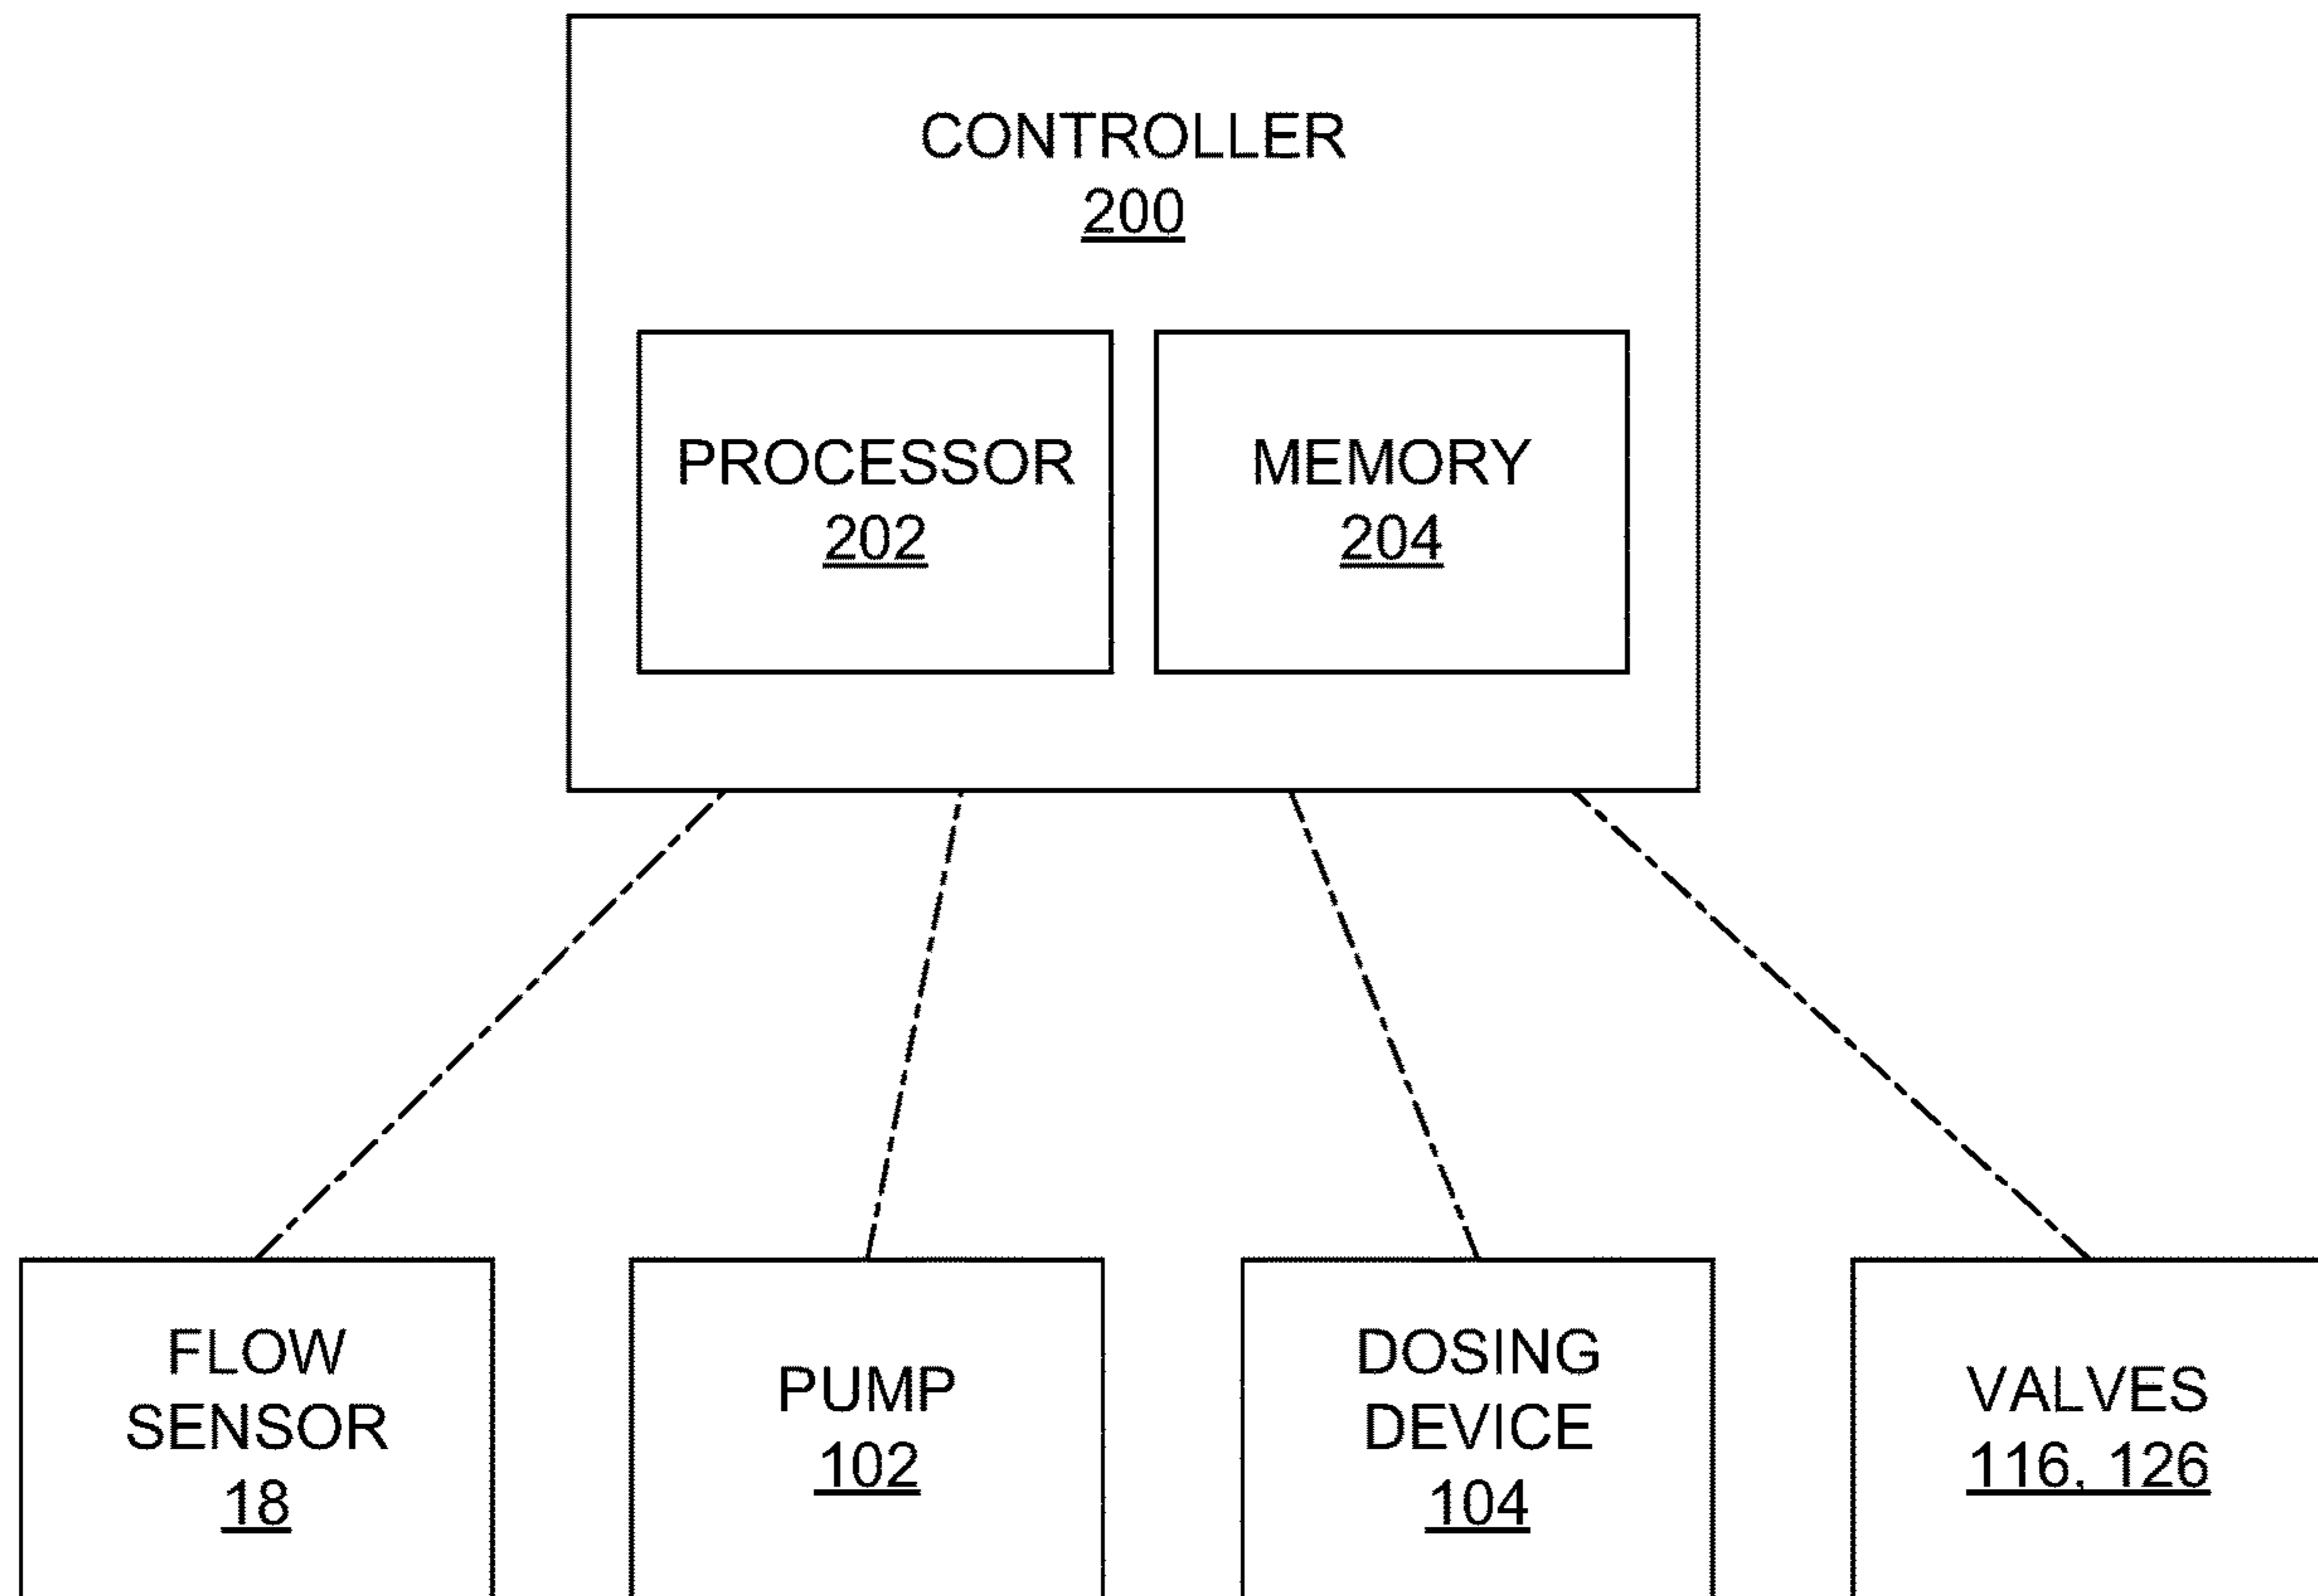 CONTROLLER
200
PROCESSOR
202
MEMORY
204
FLOW
SENSOR
18
PUMP
102
DOSING
DEVICE
104
VALVES
116, 126